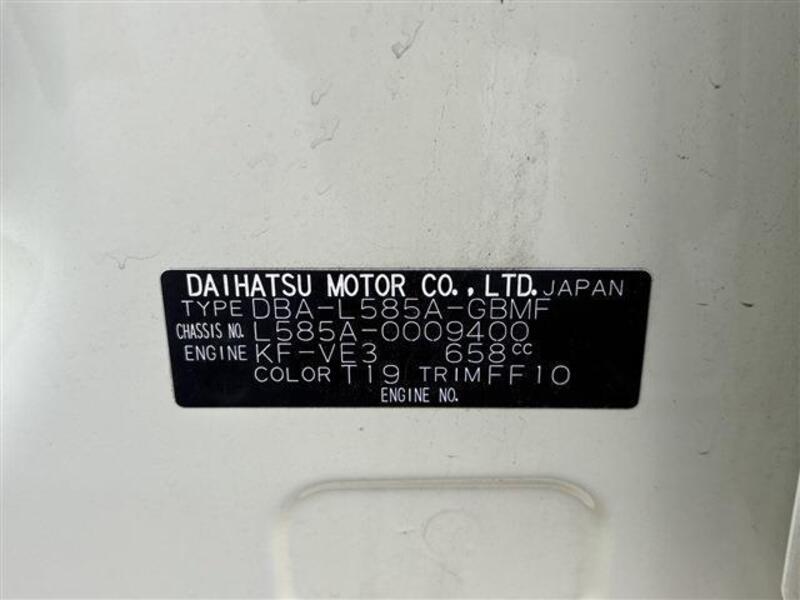 DAIHATSU MOTOR CO.,LTD. JAPAN
TYPE DBA-L585A-GBMF
CHASSIS NO. L585A-0009400
ENGINE KF-VE3 658cc
COLOR T19 TRIM FF10
ENGINE NO.